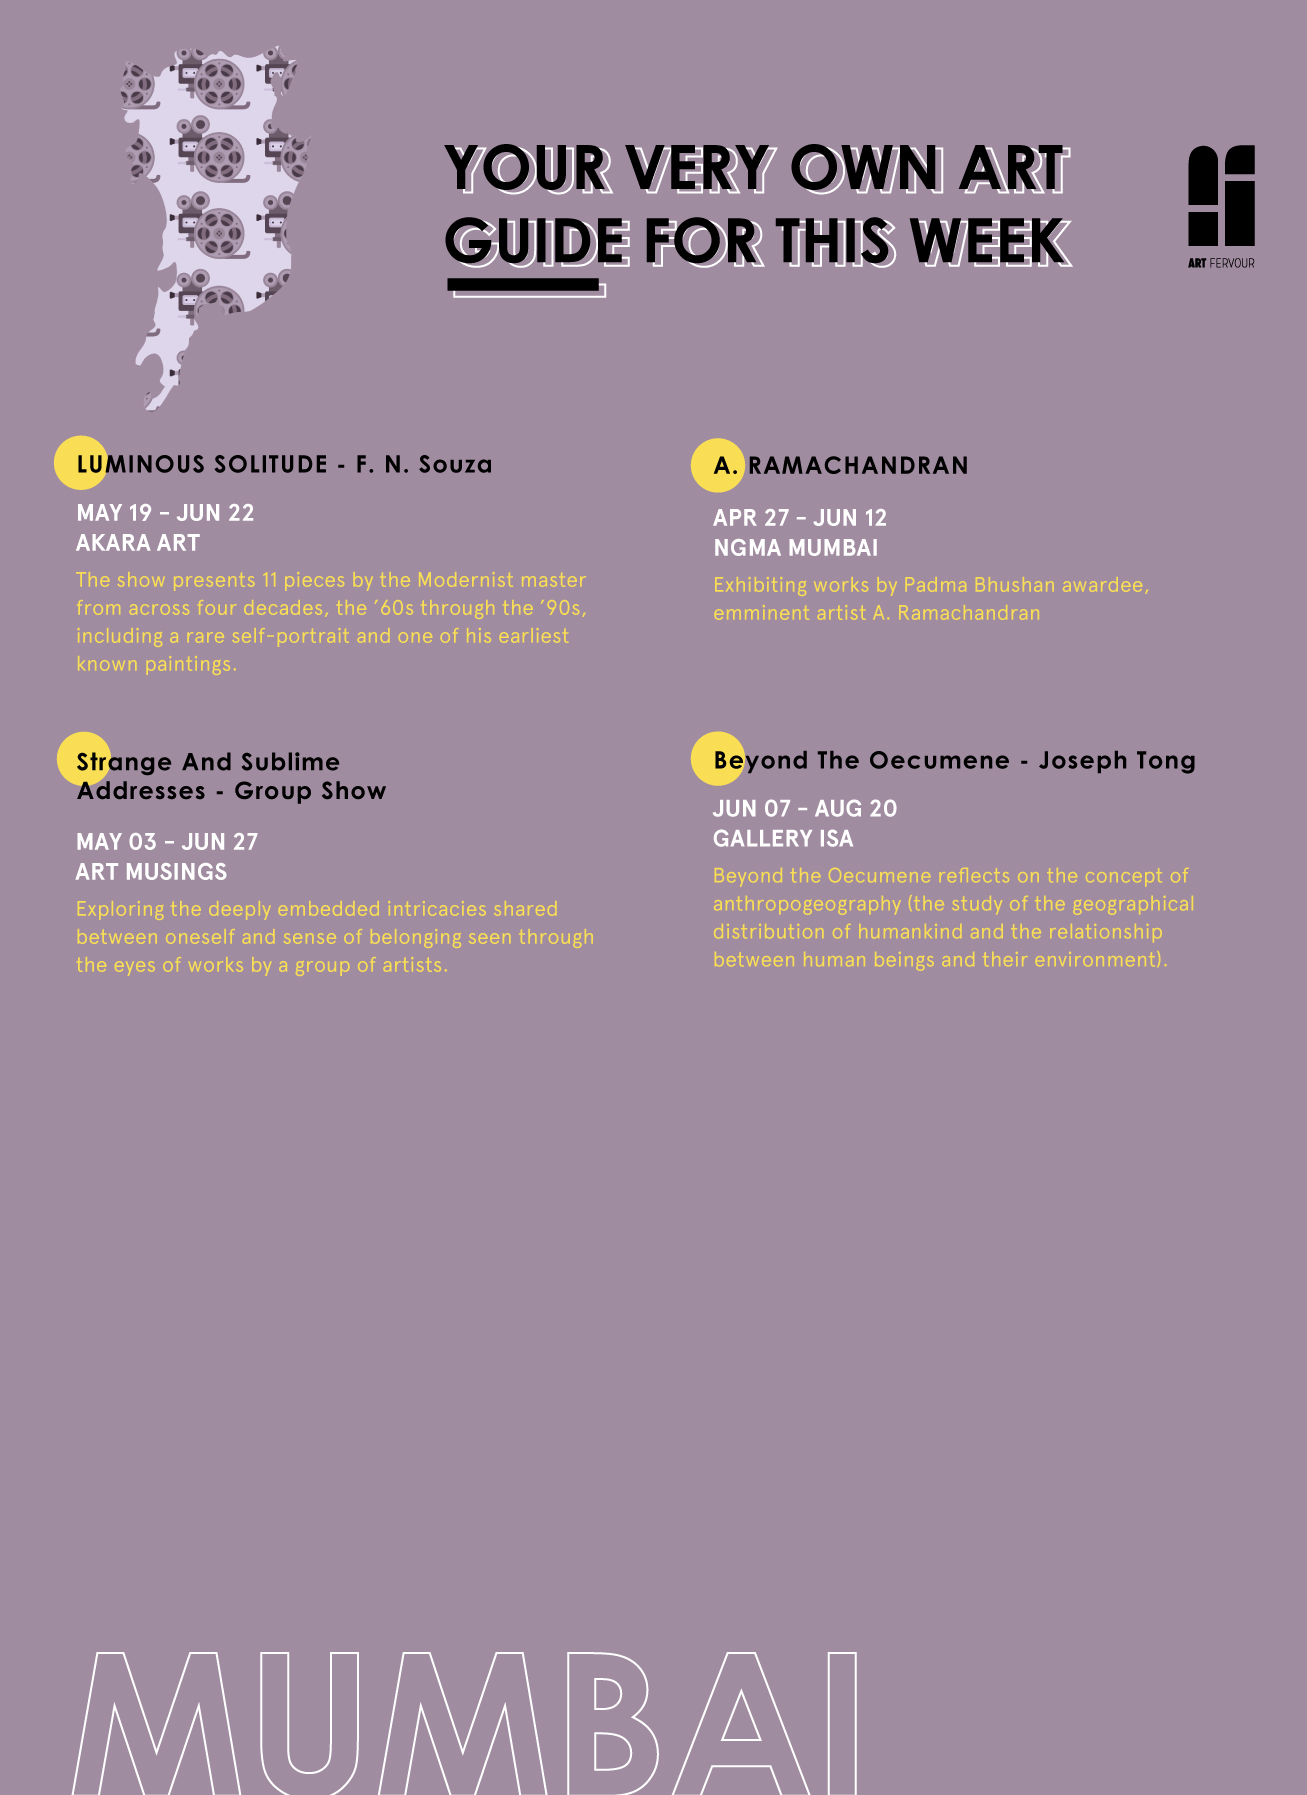 YOUR VERY OWN ART
GUIDE FOR THIS WEEK
ART FERVOUR
LUMINOUS SOLITUDE - F. N. Souza
MAY 19 – JUN 22
AKARA ART
The show presents 11 pieces by the Modernist master
from across four decades, the ’60s through the ’90s,
including a rare self-portrait and one of his earliest
known paintings.
A. RAMACHANDRAN
APR 27 – JUN 12
NGMA MUMBAI
Exhibiting works by Padma Bhushan awardee,
emminent artist A. Ramachandran
Strange And Sublime
Addresses - Group Show
MAY 03 – JUN 27
ART MUSINGS
Exploring the deeply embedded intricacies shared
between oneself and sense of belonging seen through
the eyes of works by a group of artists.
Beyond The Oecumene - Joseph Tong
JUN 07 – AUG 20
GALLERY ISA
Beyond the Oecumene reflects on the concept of
anthropogeography (the study of the geographical
distribution of humankind and the relationship
between human beings and their environment).
MUMBAI